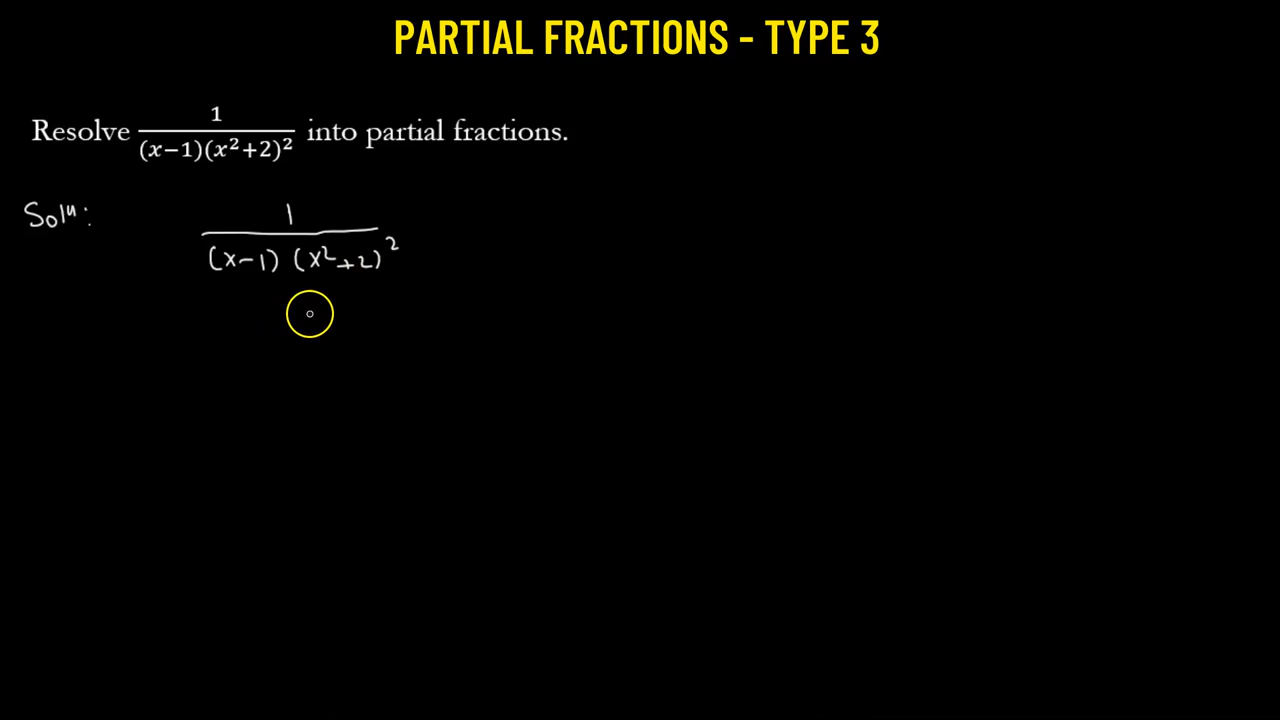 PARTIAL FRACTIONS - TYPE 3
Resolve 1/((x−1)(x²+2)²) into partial fractions.
Solⁿ:
1
(x-1) (x²+2)²